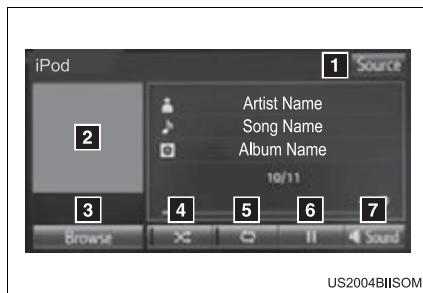 iPod
1 Source
Artist Name
2 Song Name
Album Name
10/11
3 4 5 6 7
Browse Sound
US2004BIISOM